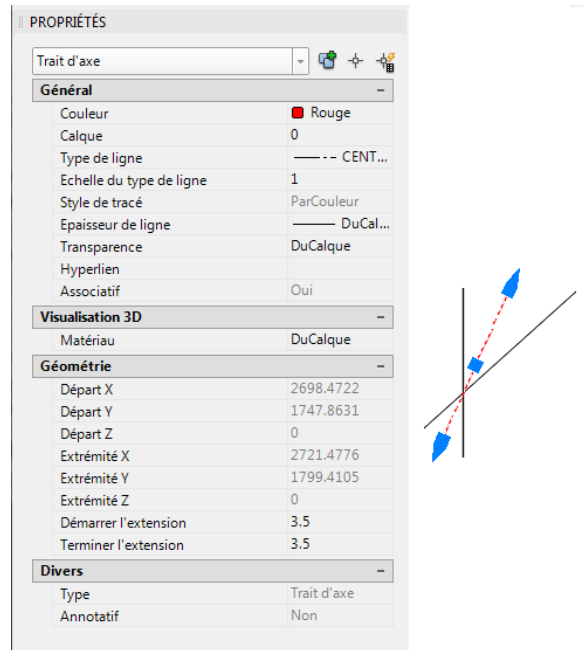 PROPRIÉTÉS
Trait d'axe
Général
Couleur Rouge
Calque 0
Type de ligne CENT...
Echelle du type de ligne 1
Style de tracé ParCouleur
Epaisseur de ligne DuCal...
Transparence DuCalque
Hyperlien
Associatif Oui
Visualisation 3D
Matériau DuCalque
Géométrie
Départ X 2698.4722
Départ Y 1747.8631
Départ Z 0
Extrémité X 2721.4776
Extrémité Y 1799.4105
Extrémité Z 0
Démarrer l'extension 3.5
Terminer l'extension 3.5
Divers
Type Trait d'axe
Annotatif Non